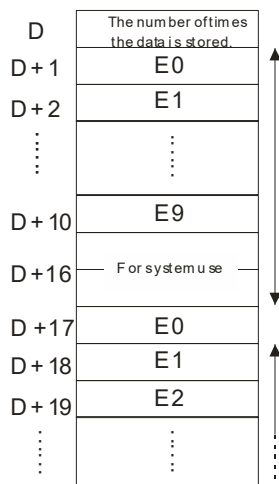 D
The number of times
the data is stored.
D+1 E0
D+2 E1
D+10 E9
D+16 For system use
D+17 E0
D+18 E1
D+19 E2